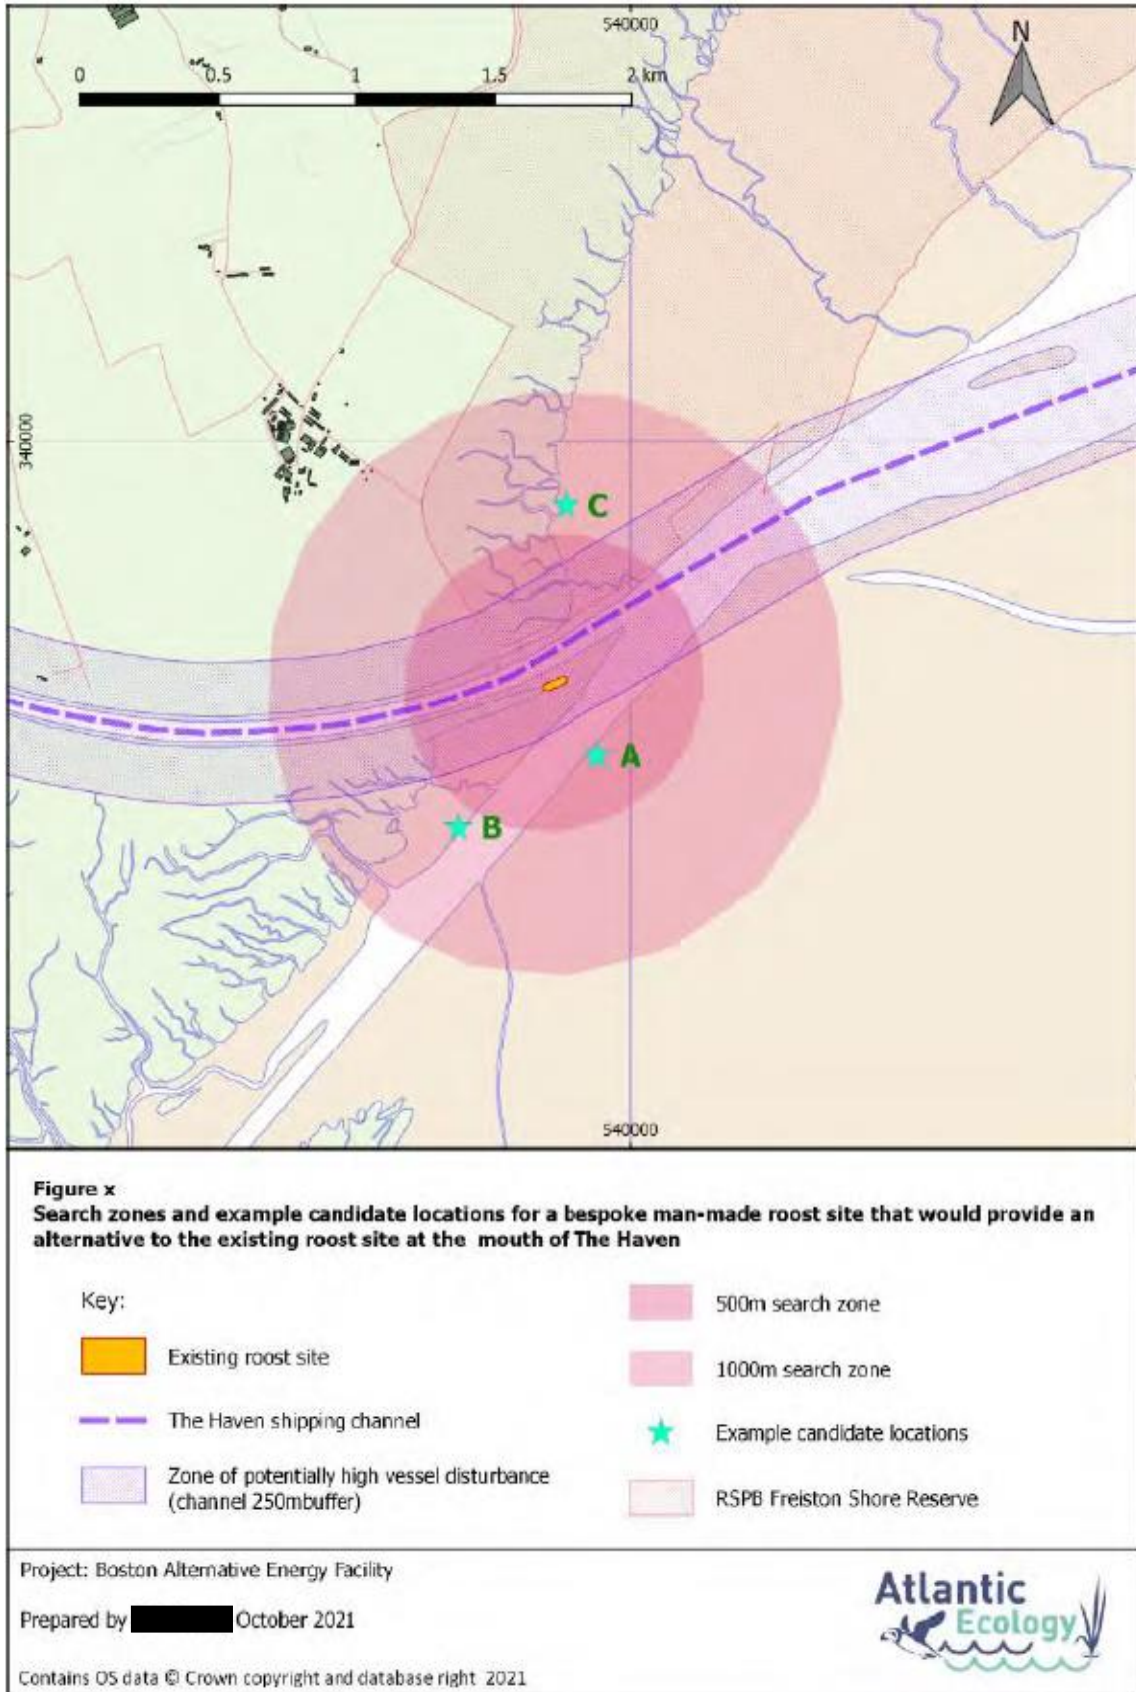 540000
N
0 0.5 1 1.5 2 km
340000
C
A
B
540000
Figure x
Search zones and example candidate locations for a bespoke man-made roost site that would provide an
alternative to the existing roost site at the mouth of The Haven
Key:
Existing roost site
The Haven shipping channel
Zone of potentially high vessel disturbance
(channel 250mbuffer)
500m search zone
1000m search zone
Example candidate locations
RSPB Freiston Shore Reserve
Project: Boston Alternative Energy Facility
Prepared by October 2021
Contains OS data © Crown copyright and database right 2021
Atlantic
Ecology